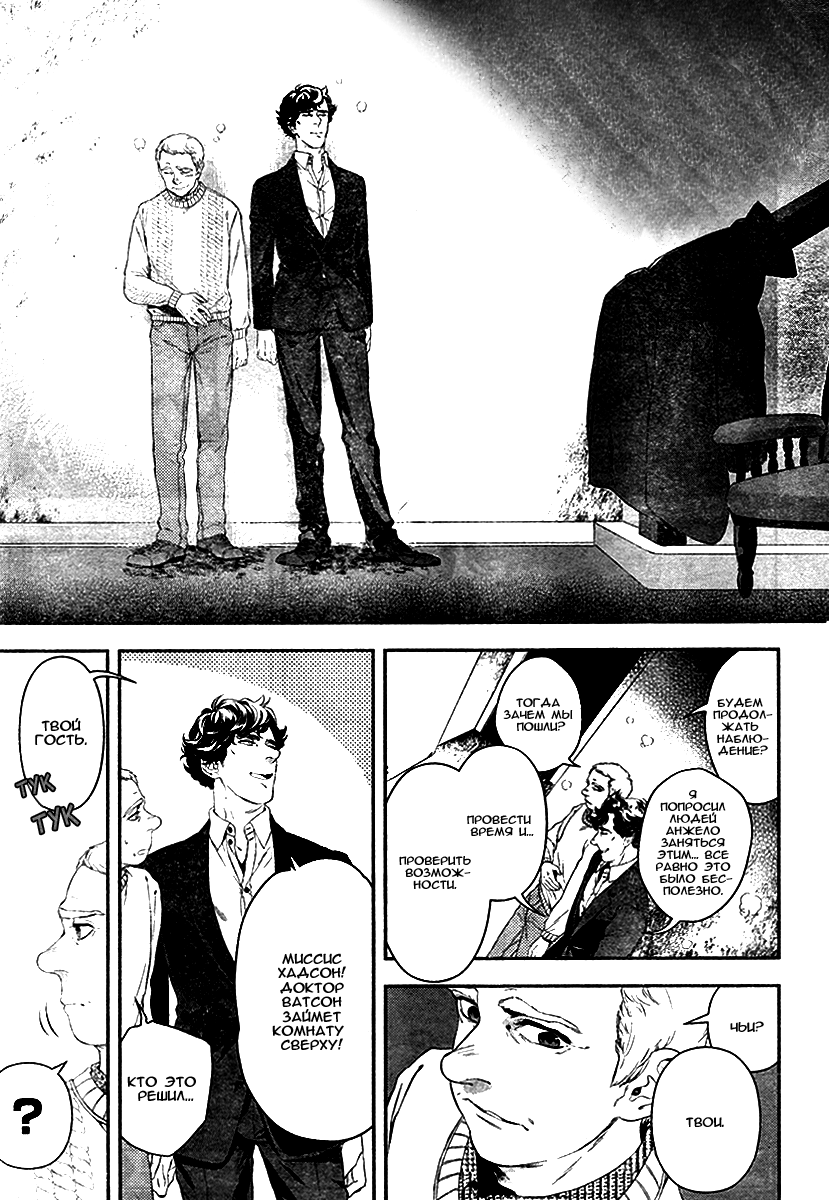 БУДЕМ
ПРОДОЛ-
ЖАТЬ
НАБЛЮ-
ДЕНИЕ?
Я
ПОПРОСИЛ
ЛЮДЕЙ
АНЖЕЛО
ЗАНЯТЬСЯ
ЭТИМ... ВСЕ
РАВНО ЭТО
БЫЛО БЕС-
ПОЛЕЗНО.
ТОГДА
ЗАЧЕМ МЫ
ПОШЛИ?
ПРОВЕСТИ
ВРЕМЯ И...
ПРОВЕРИТЬ
ВОЗМОЖ-
НОСТИ.
ЧЬИ?
ТВОИ.
МИССИС
ХАДСОН!
ДОКТОР
ВАТСОН
ЗАЙМЕТ
КОМНАТУ
СВЕРХУ!
КТО ЭТО
РЕШИЛ...
ТВОЙ
ГОСТЬ.
ТУК
ТУК
?